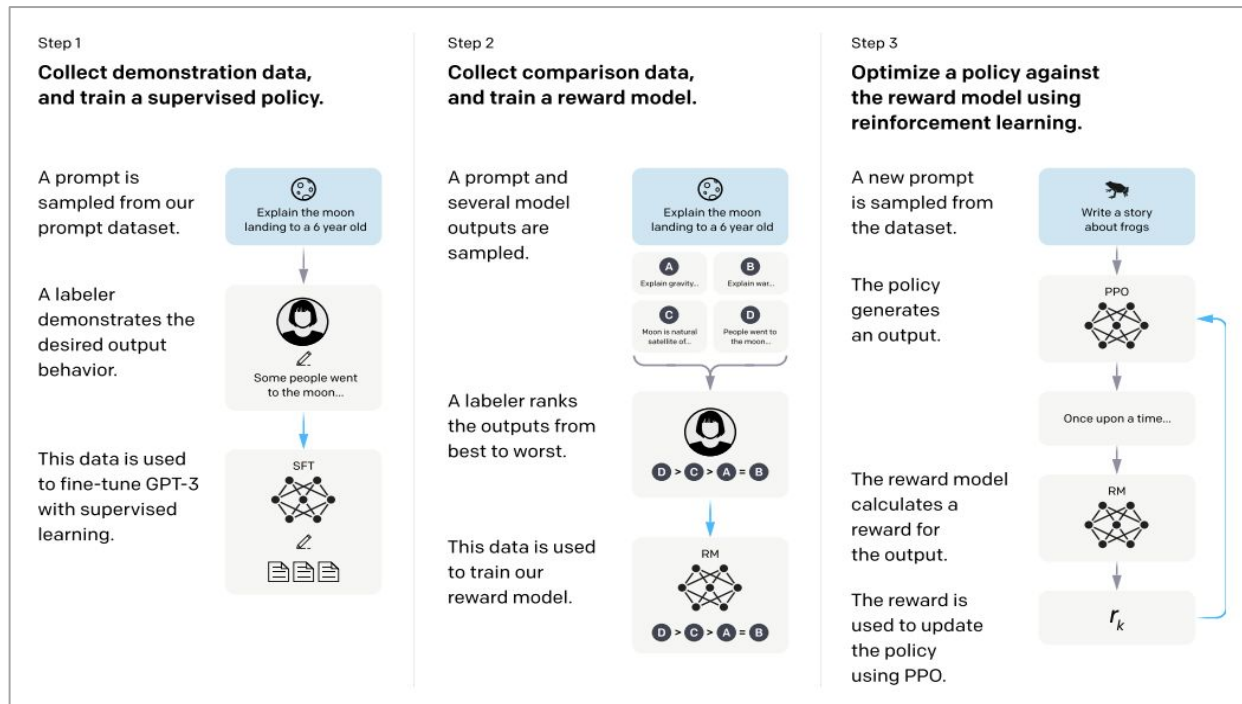 Step 1
Collect demonstration data,
and train a supervised policy.
A prompt is
sampled from our
prompt dataset.
Explain the moon
landing to a 6 year old
A labeler
demonstrates the
desired output
behavior.
Some people went
to the moon...
This data is used
to fine-tune GPT-3
with supervised
learning.
SFT
Step 2
Collect comparison data,
and train a reward model.
A prompt and
several model
outputs are
sampled.
Explain the moon
landing to a 6 year old
A
Explain gravity...
B
Explain war...
C
Moon is natural
satellite of...
D
People went to
the moon...
A labeler ranks
the outputs from
best to worst.
D > C > A = B
This data is used
to train our
reward model.
RM
D > C > A = B
Step 3
Optimize a policy against
the reward model using
reinforcement learning.
A new prompt
is sampled from
the dataset.
Write a story
about frogs
The policy
generates
an output.
PPO
Once upon a time...
The reward model
calculates a
reward for
the output.
RM
The reward is
used to update
the policy
using PPO.
rk